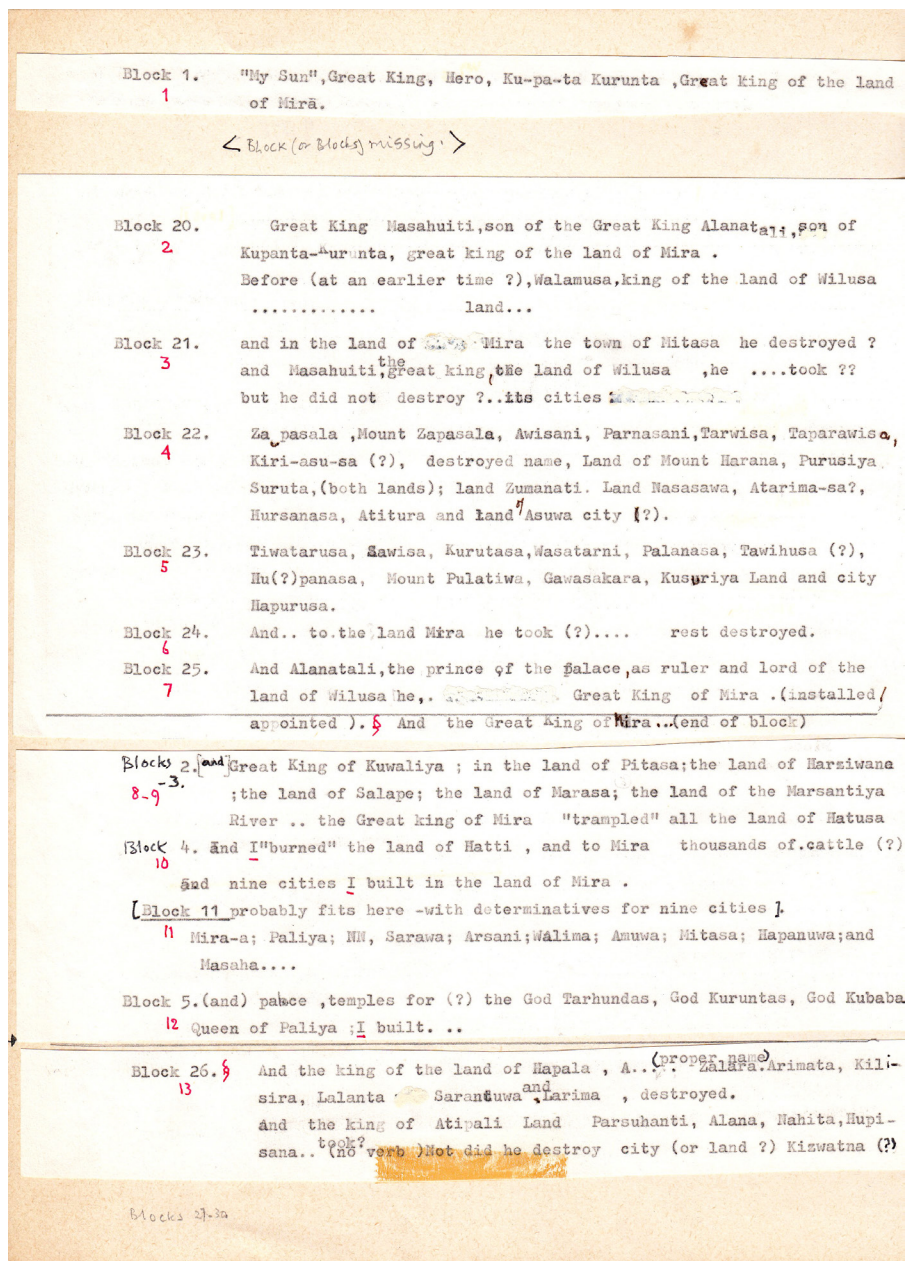 Block 1. "My Sun",Great King, Hero, Ku-pa-ta Kurunta ,Great king of the land
1 of Mirā.
< Block (or Blocks) missing. >
Block 20. Great King Masahuiti,son of the Great King Alanatali,son of
2 Kupanta-Kurunta, great king of the land of Mira .
Before (at an earlier time ?),Walamusa,king of the land of Wilusa
............. land...
Block 21. and in the land of Mira the town of Mitasa he destroyed ?
3 and Masahuiti,the great king,the land of Wilusa ,he ....took ??
but he did not destroy ?..its cities
Block 22. Za pasala ,Mount Zapasala, Awisani, Parnasani,Tarwisa, Taparawisa,
4 Kiri-asu-sa (?), destroyed name, Land of Mount Harana, Purusiya
Suruta,(both lands); land Zumanati. Land Nasasawa, Atarima-sa?,
Hursanasa, Atitura and land Asuwa city (?).
Block 23. Tiwatarusa, Sawisa, Kurutasa,Wasatarni, Palanasa, Tawihusa (?),
5 Hu(?)panasa, Mount Pulatiwa, Gawasakara, Kusuriya Land and city
Hapurusa.
Block 24. And.. to.the land Mira he took (?).... rest destroyed.
6
Block 25. And Alanatali,the prince of the palace,as ruler and lord of the
7 land of Wilusa he,. Great King of Mira .(installed/
appointed ). § And the Great King of Mira...(end of block)
Blocks 2.[and]Great King of Kuwaliya ; in the land of Pitasa;the land of Harziwana
8-9 -3. ;the land of Salape; the land of Marasa; the land of the Marsantiya
River .. the Great king of Mira "trampled" all the land of Hatusa
Block 4. And I"burned" the land of Hatti , and to Mira thousands of.cattle (?)
10
and nine cities I built in the land of Mira .
[Block 11 probably fits here -with determinatives for nine cities ].
11 Mira-a; Paliya; NN, Sarawa; Arsani;Walima; Amuwa; Mitasa; Hapanuwa;and
Masaha....
Block 5.(and) palace ,temples for (?) the God Tarhundas, God Kuruntas, God Kubaba
12 Queen of Paliya ;I built. ..
Block 26. § And the king of the land of Hapala , A... (proper name) Zalara.Arimata, Kili-
13 sira, Lalanta Saranduwa and Larima , destroyed.
And the king of Atipali Land Parsuhanti, Alana, Nahita,Hupi-
sana.. took? (no verb )Not did he destroy city (or land ?) Kizwatna (?)
Blocks 27-30